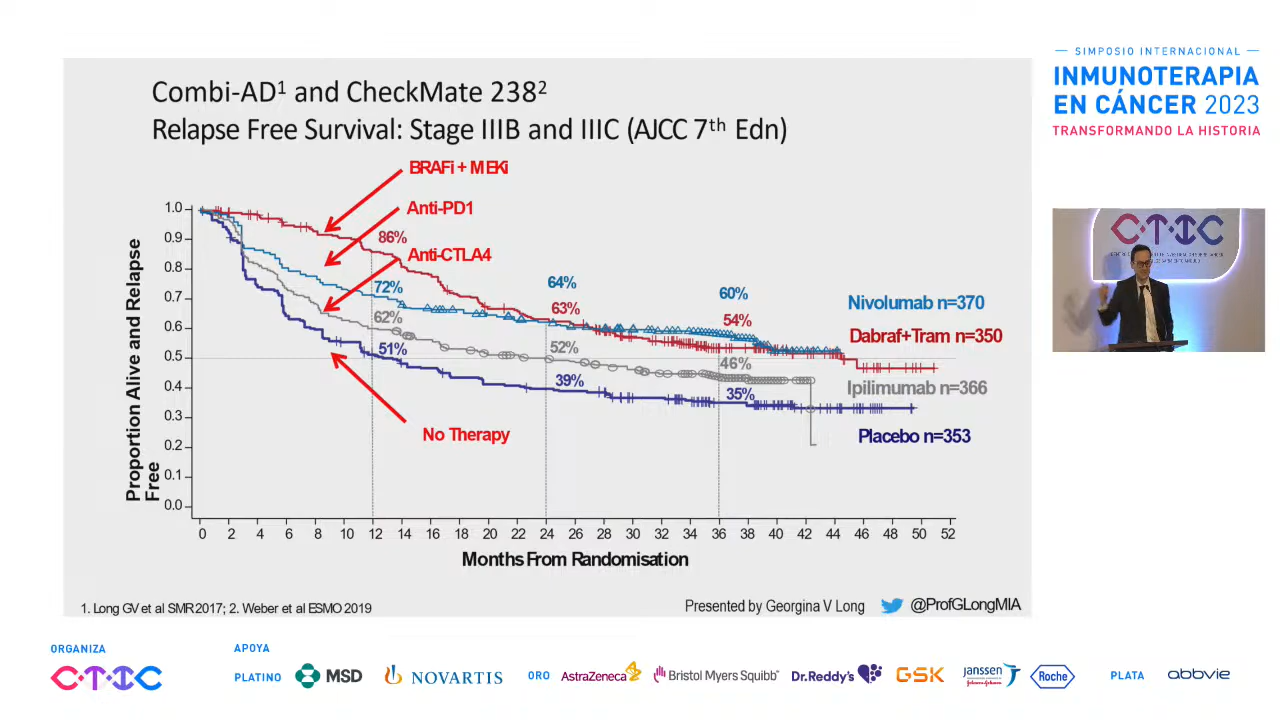 Combi-AD¹ and CheckMate 238²
Relapse Free Survival: Stage IIIB and IIIC (AJCC 7th Edn)
BRAFi + MEKi
Anti-PD1
Anti-CTLA4
No Therapy
Proportion Alive and Relapse
Free
1.0
0.9
0.8
0.7
0.6
0.5
0.4
0.3
0.2
0.1
0.0
86%
72%
62%
51%
64%
63%
52%
39%
60%
54%
46%
35%
Nivolumab n=370
Dabraf+Tram n=350
Ipilimumab n=366
Placebo n=353
0 2 4 6 8 10 12 14 16 18 20 22 24 26 28 30 32 34 36 38 40 42 44 46 48 50 52
Months From Randomisation
1. Long GV et al SMR 2017; 2. Weber et al ESMO 2019
Presented by Georgina V Long
@ProfGLongMIA
SIMPOSIO INTERNACIONAL
INMUNOTERAPIA
EN CÁNCER 2023
TRANSFORMANDO LA HISTORIA
CTIC
ORGANIZA
CTIC
APOYA
PLATINO
MSD
NOVARTIS
ORO
AstraZeneca
Bristol Myers Squibb™
Dr.Reddy's
GSK
Janssen
Johnson&Johnson
Roche
PLATA
abbvie